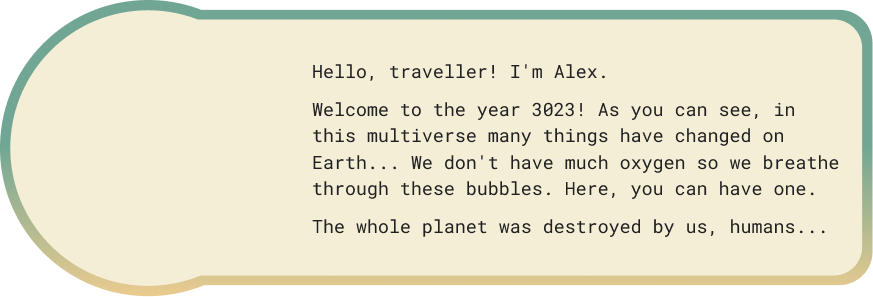 Hello, traveller! I'm Alex.
Welcome to the year 3023! As you can see, in
this multiverse many things have changed on
Earth... We don't have much oxygen so we breathe
through these bubbles. Here, you can have one.
The whole planet was destroyed by us, humans...